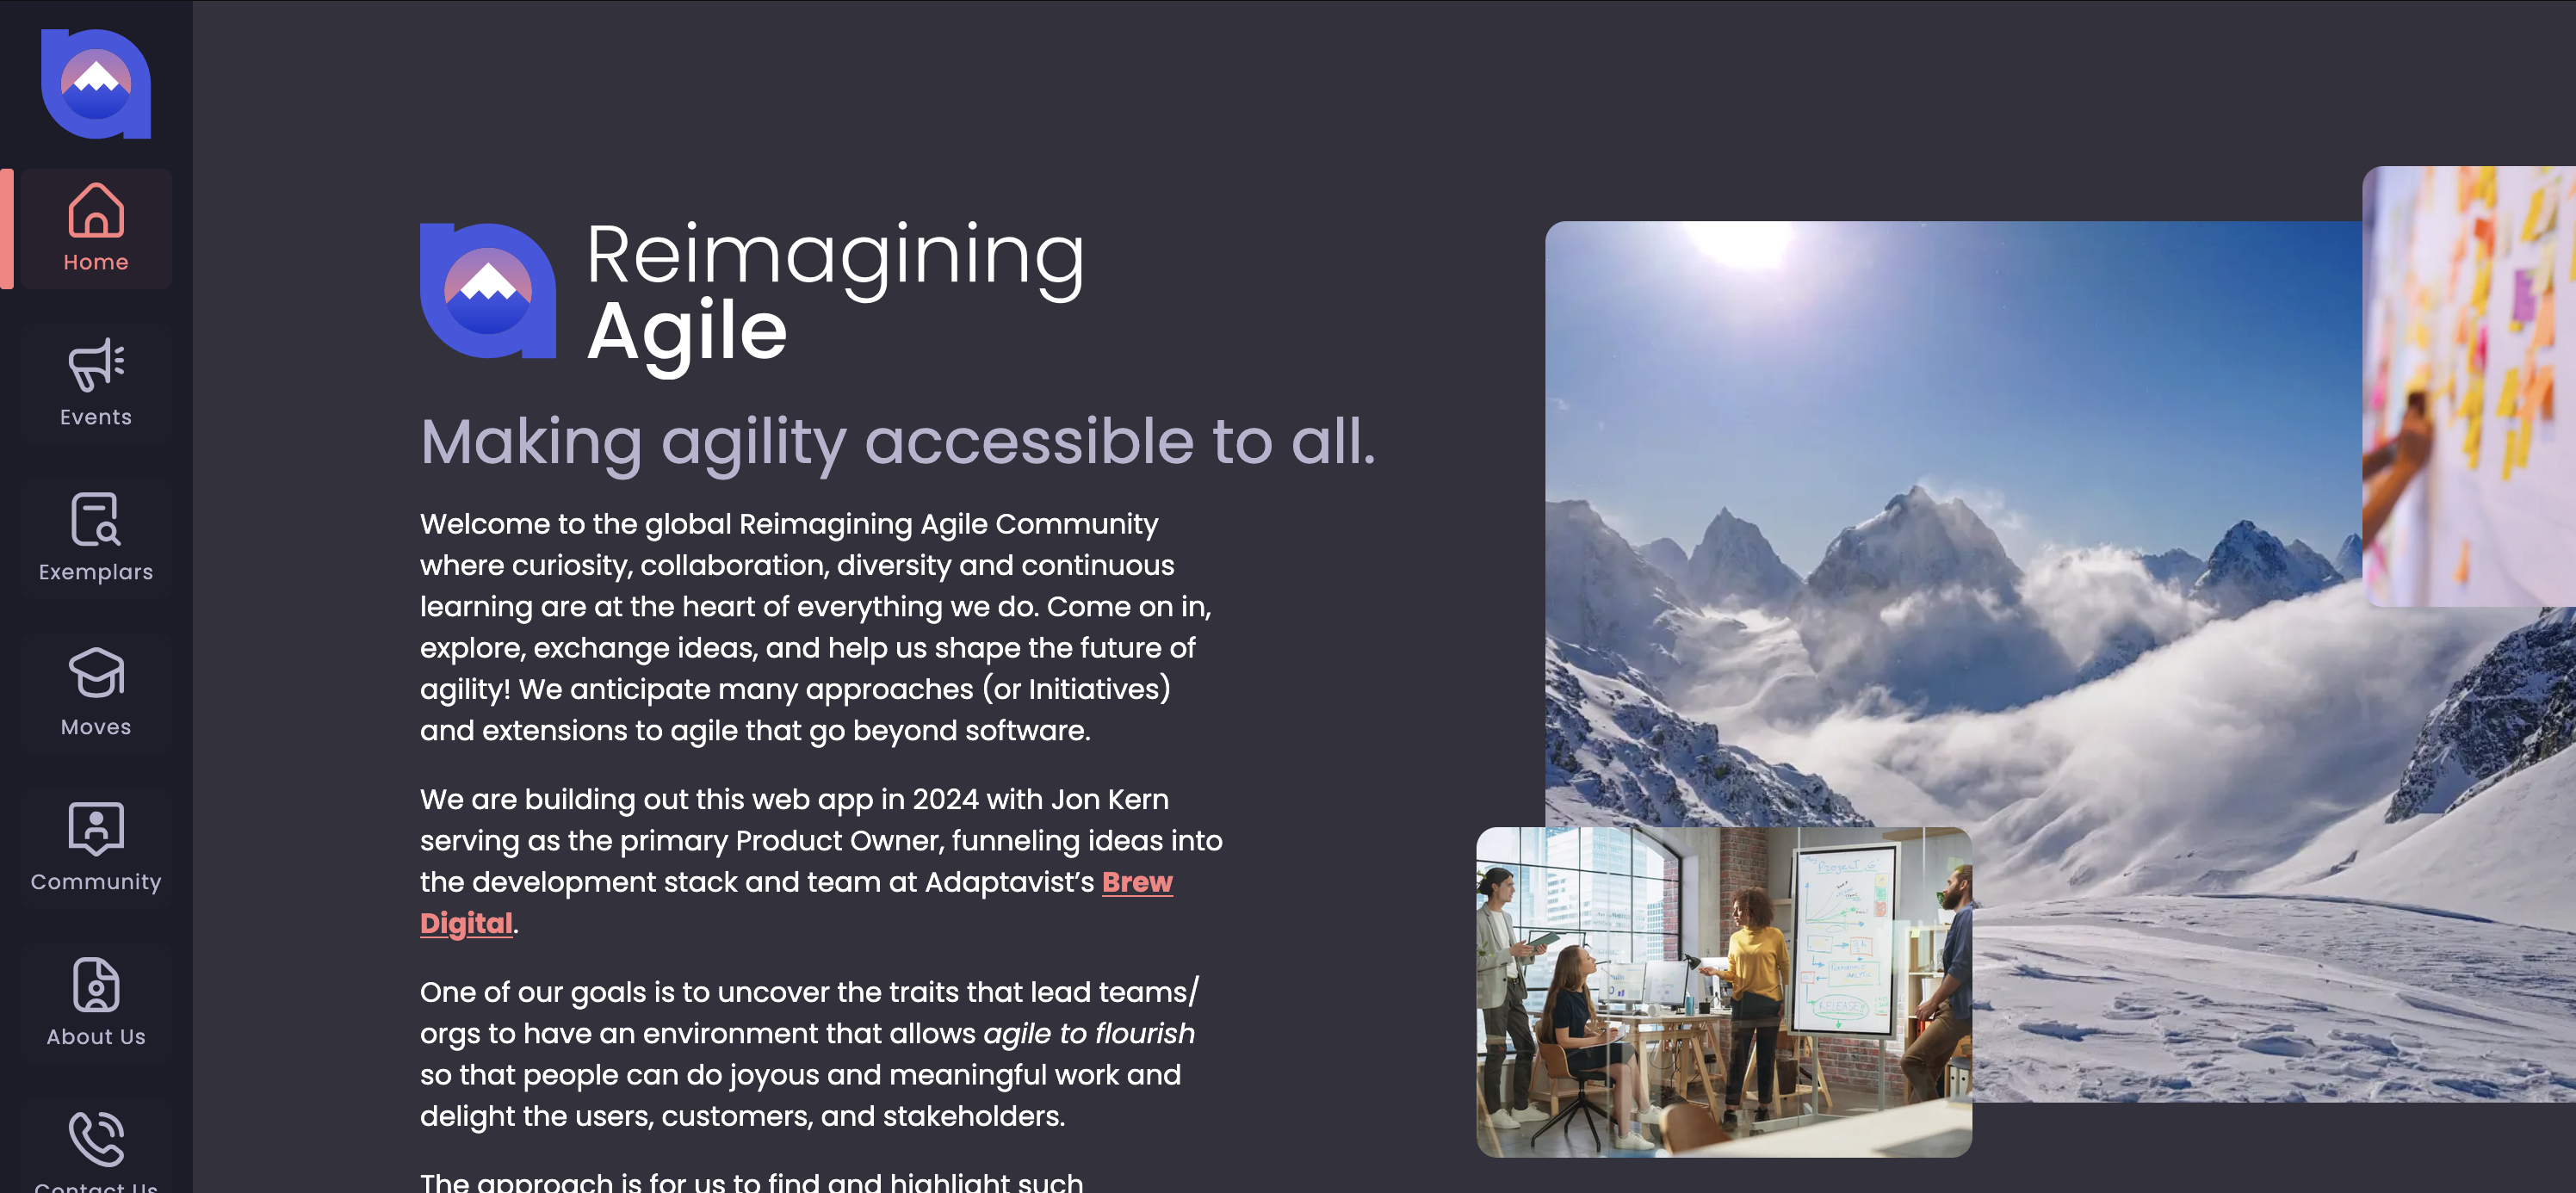 Home
Events
Exemplars
Moves
Community
About Us
Contact Us
Reimagining
Agile
Making agility accessible to all.
Welcome to the global Reimagining Agile Community
where curiosity, collaboration, diversity and continuous
learning are at the heart of everything we do. Come on in,
explore, exchange ideas, and help us shape the future of
agility! We anticipate many approaches (or Initiatives)
and extensions to agile that go beyond software.
We are building out this web app in 2024 with Jon Kern
serving as the primary Product Owner, funneling ideas into
the development stack and team at Adaptavist’s Brew
Digital.
One of our goals is to uncover the traits that lead teams/
orgs to have an environment that allows agile to flourish
so that people can do joyous and meaningful work and
delight the users, customers, and stakeholders.
The approach is for us to find and highlight such